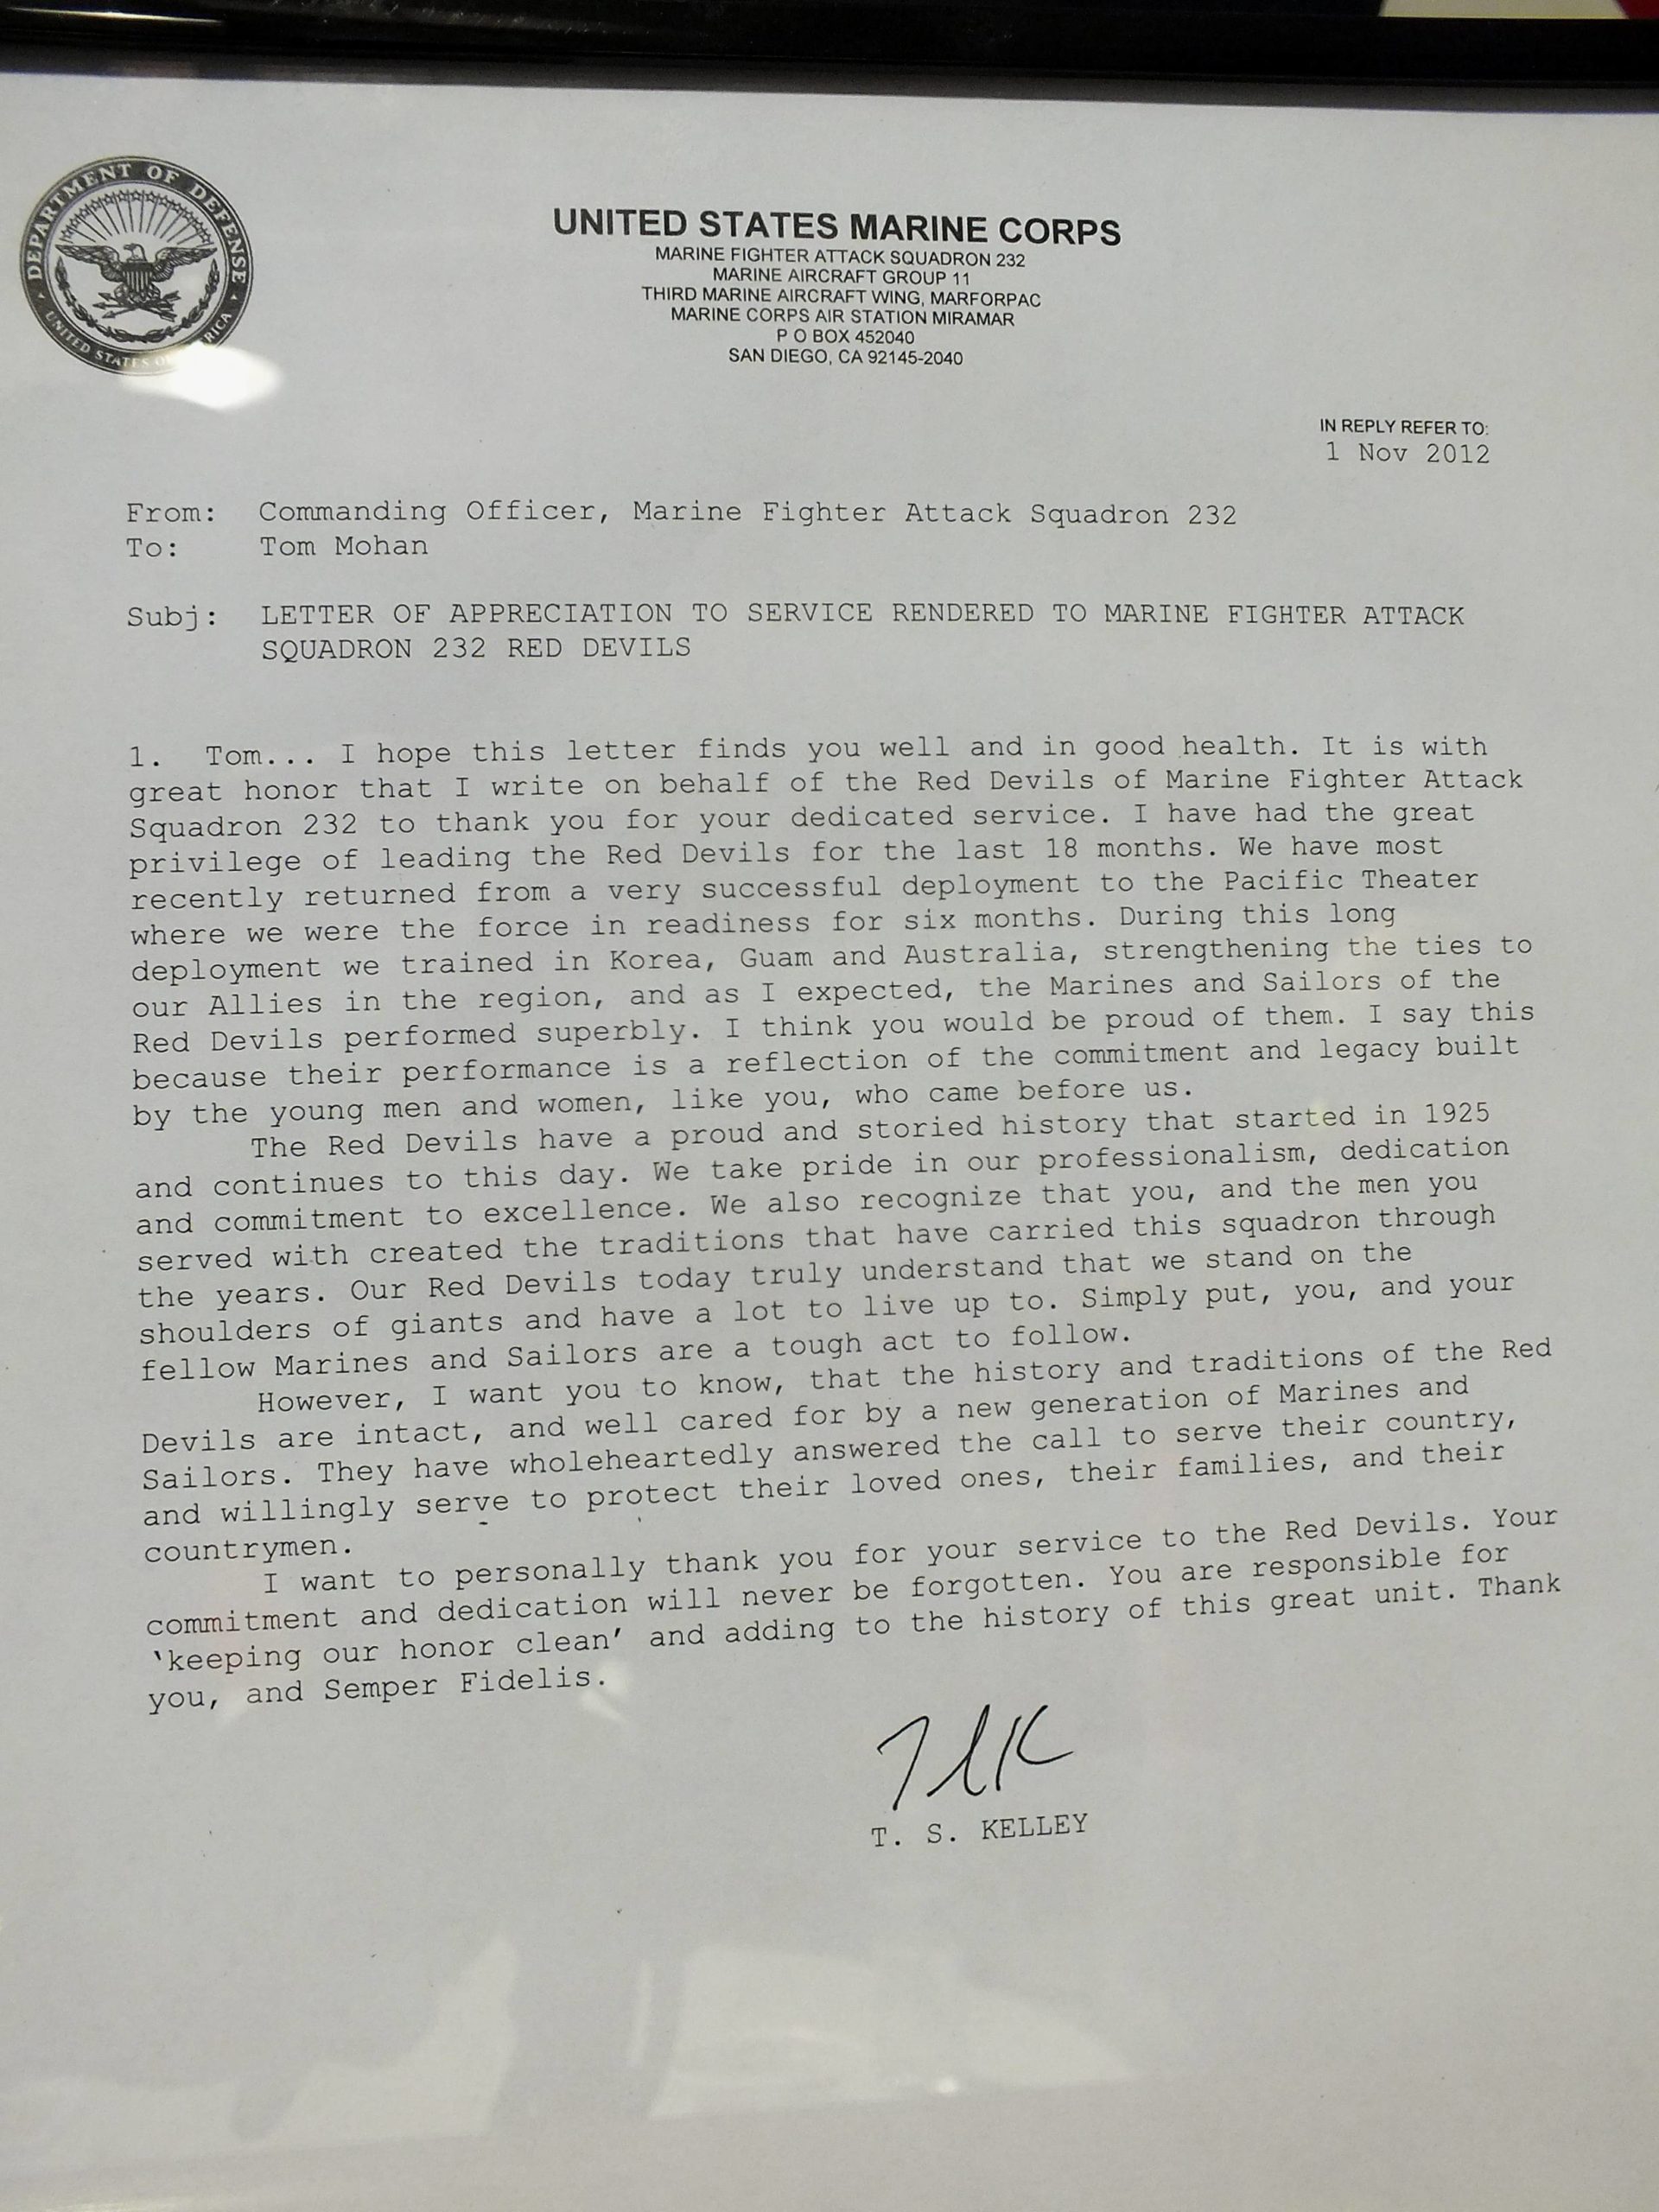 DEPARTMENT OF DEFENSE
UNITED STATES OF RICA
UNITED STATES MARINE CORPS
MARINE FIGHTER ATTACK SQUADRON 232
MARINE AIRCRAFT GROUP 11
THIRD MARINE AIRCRAFT WING, MARFORPAC
MARINE CORPS AIR STATION MIRAMAR
P O BOX 452040
SAN DIEGO, CA 92145-2040
IN REPLY REFER TO:
1 Nov 2012
From: Commanding Officer, Marine Fighter Attack Squadron 232
To: Tom Mohan
Subj: LETTER OF APPRECIATION TO SERVICE RENDERED TO MARINE FIGHTER ATTACK
SQUADRON 232 RED DEVILS
1. Tom... I hope this letter finds you well and in good health. It is with
great honor that I write on behalf of the Red Devils of Marine Fighter Attack
Squadron 232 to thank you for your dedicated service. I have had the great
privilege of leading the Red Devils for the last 18 months. We have most
recently returned from a very successful deployment to the Pacific Theater
where we were the force in readiness for six months. During this long
deployment we trained in Korea, Guam and Australia, strengthening the ties to
our Allies in the region, and as I expected, the Marines and Sailors of the
Red Devils performed superbly. I think you would be proud of them. I say this
because their performance is a reflection of the commitment and legacy built
by the young men and women, like you, who came before us.
The Red Devils have a proud and storied history that started in 1925
and continues to this day. We take pride in our professionalism, dedication
and commitment to excellence. We also recognize that you, and the men you
served with created the traditions that have carried this squadron through
the years. Our Red Devils today truly understand that we stand on the
shoulders of giants and have a lot to live up to. Simply put, you, and your
fellow Marines and Sailors are a tough act to follow.
However, I want you to know, that the history and traditions of the Red
Devils are intact, and well cared for by a new generation of Marines and
Sailors. They have wholeheartedly answered the call to serve their country,
and willingly serve to protect their loved ones, their families, and their
countrymen.
I want to personally thank you for your service to the Red Devils. Your
commitment and dedication will never be forgotten. You are responsible for
'keeping our honor clean' and adding to the history of this great unit. Thank
you, and Semper Fidelis.
T. S. KELLEY